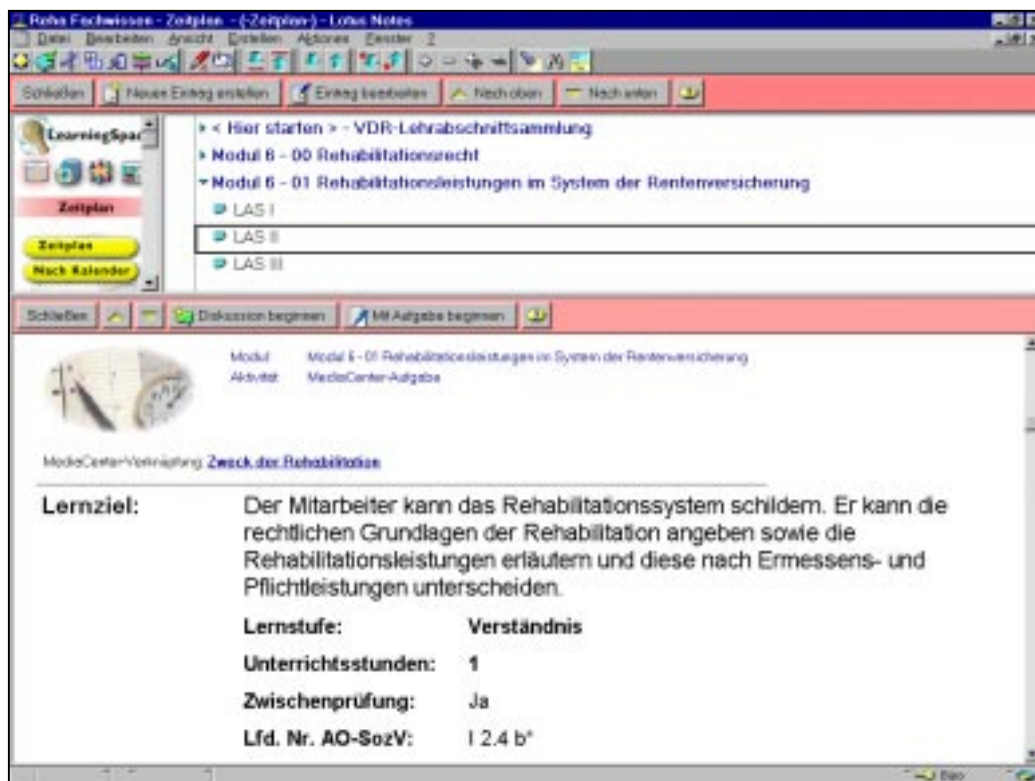 Reha Fachwissen - Zeitplan - (-Zeitplan-) - Lotus Notes
Datei Bearbeiten Ansicht Erstellen Aktionen Fenster ?
Schließen Neuen Eintrag erstellen Eintrag bearbeiten Nach oben Nach unten
LearningSpac
Zeitplan
Zeitplan
Nach Kalender
< Hier starten > - VDR-Lehrabschnittsammlung
Modul 6 - 00 Rehabilitationsrecht
Modul 6 - 01 Rehabilitationsleistungen im System der Rentenversicherung
LAS I
LAS II
LAS III
Schließen Diskussion beginnen Mit Aufgabe beginnen
Modul: Modul 6 - 01 Rehabilitationsleistungen im System der Rentenversicherung
Aktivität: MediaCenter-Aufgabe
MediaCenter-Verknüpfung: Zweck der Rehabilitation
Lernziel: Der Mitarbeiter kann das Rehabilitationssystem schildern. Er kann die
rechtlichen Grundlagen der Rehabilitation angeben sowie die
Rehabilitationsleistungen erläutern und diese nach Ermessens- und
Pflichtleistungen unterscheiden.
Lernstufe: Verständnis
Unterrichtsstunden: 1
Zwischenprüfung: Ja
Lfd. Nr. AO-SozV: I 2.4 b*
Büro